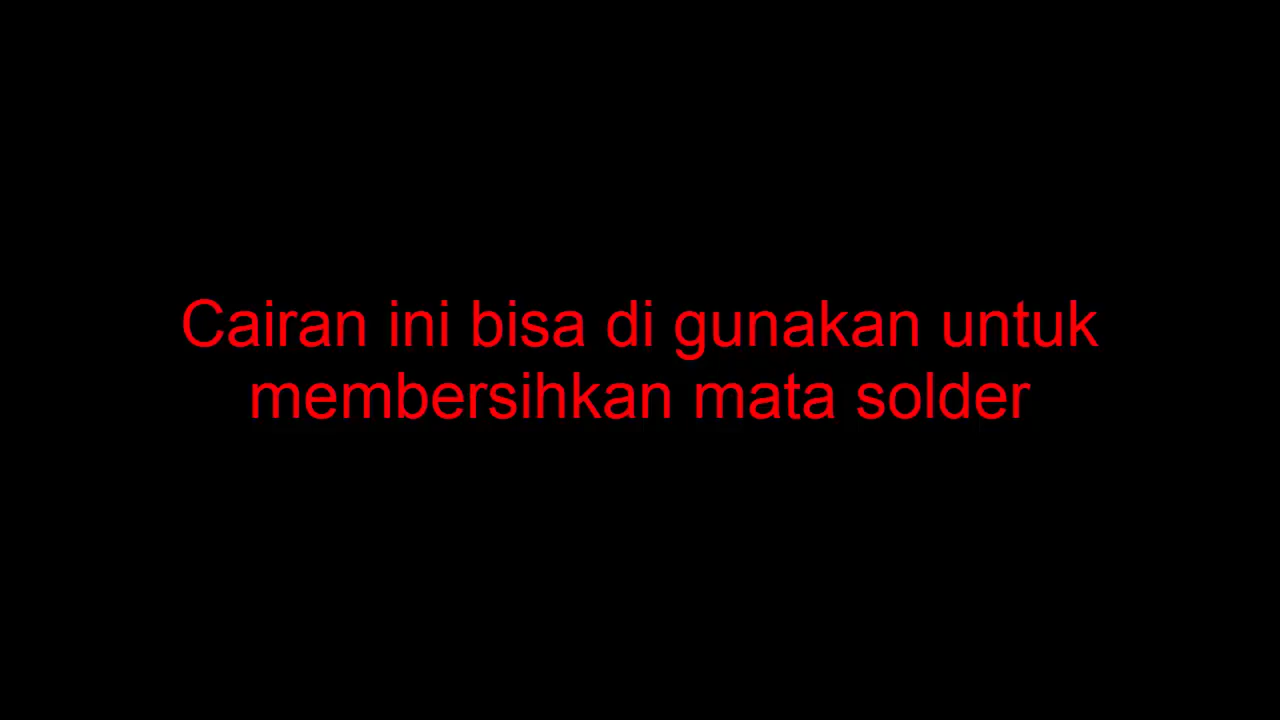 Cairan ini bisa di gunakan untuk
membersihkan mata solder